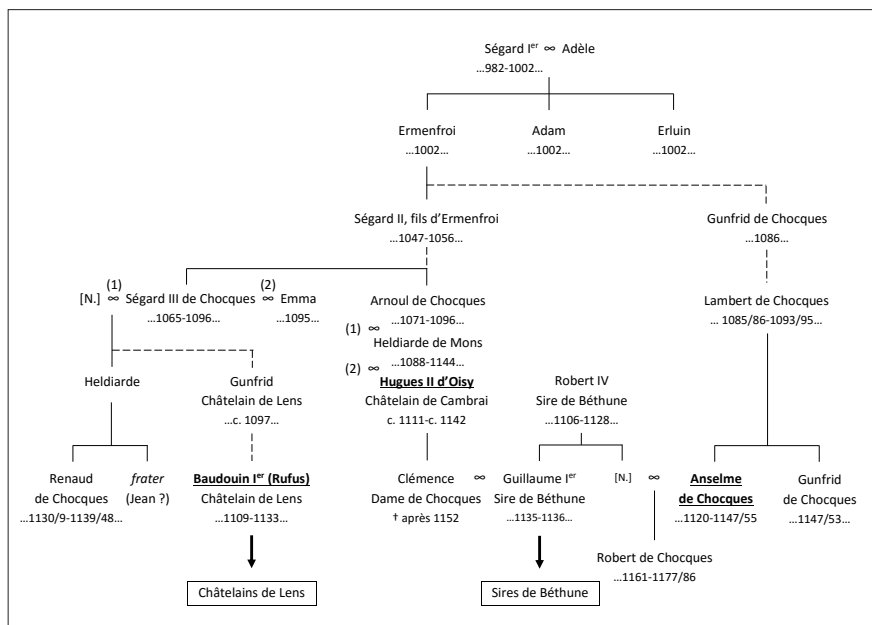 Ségard Ier ∞ Adèle
…982-1002…
Ermenfroi Adam Erluin
…1002… …1002… …1002…
Ségard II, fils d’Ermenfroi Gunfrid de Chocques
…1047-1056… …1086…
(1) (2)
[N.] ∞ Ségard III de Chocques ∞ Emma Arnoul de Chocques Lambert de Chocques
…1065-1096… …1095… …1071-1096… … 1085/86-1093/95…
(1) ∞
Heldiarde de Mons
…1088-1144…
(2) ∞
Heldiarde Gunfrid Hugues II d’Oisy Robert IV
Châtelain de Lens Châtelain de Cambrai Sire de Béthune
…c. 1097… c. 1111-c. 1142 …1106-1128…
Renaud frater Baudouin Ier (Rufus) Clémence ∞ Guillaume Ier [N.] ∞ Anselme Gunfrid
de Chocques (Jean ?) Châtelain de Lens Dame de Chocques Sire de Béthune de Chocques de Chocques
…1130/9-1139/48… …1109-1133… † après 1152 …1135-1136… …1120-1147/55 …1147/53…
Robert de Chocques
…1161-1177/86
Châtelains de Lens Sires de Béthune